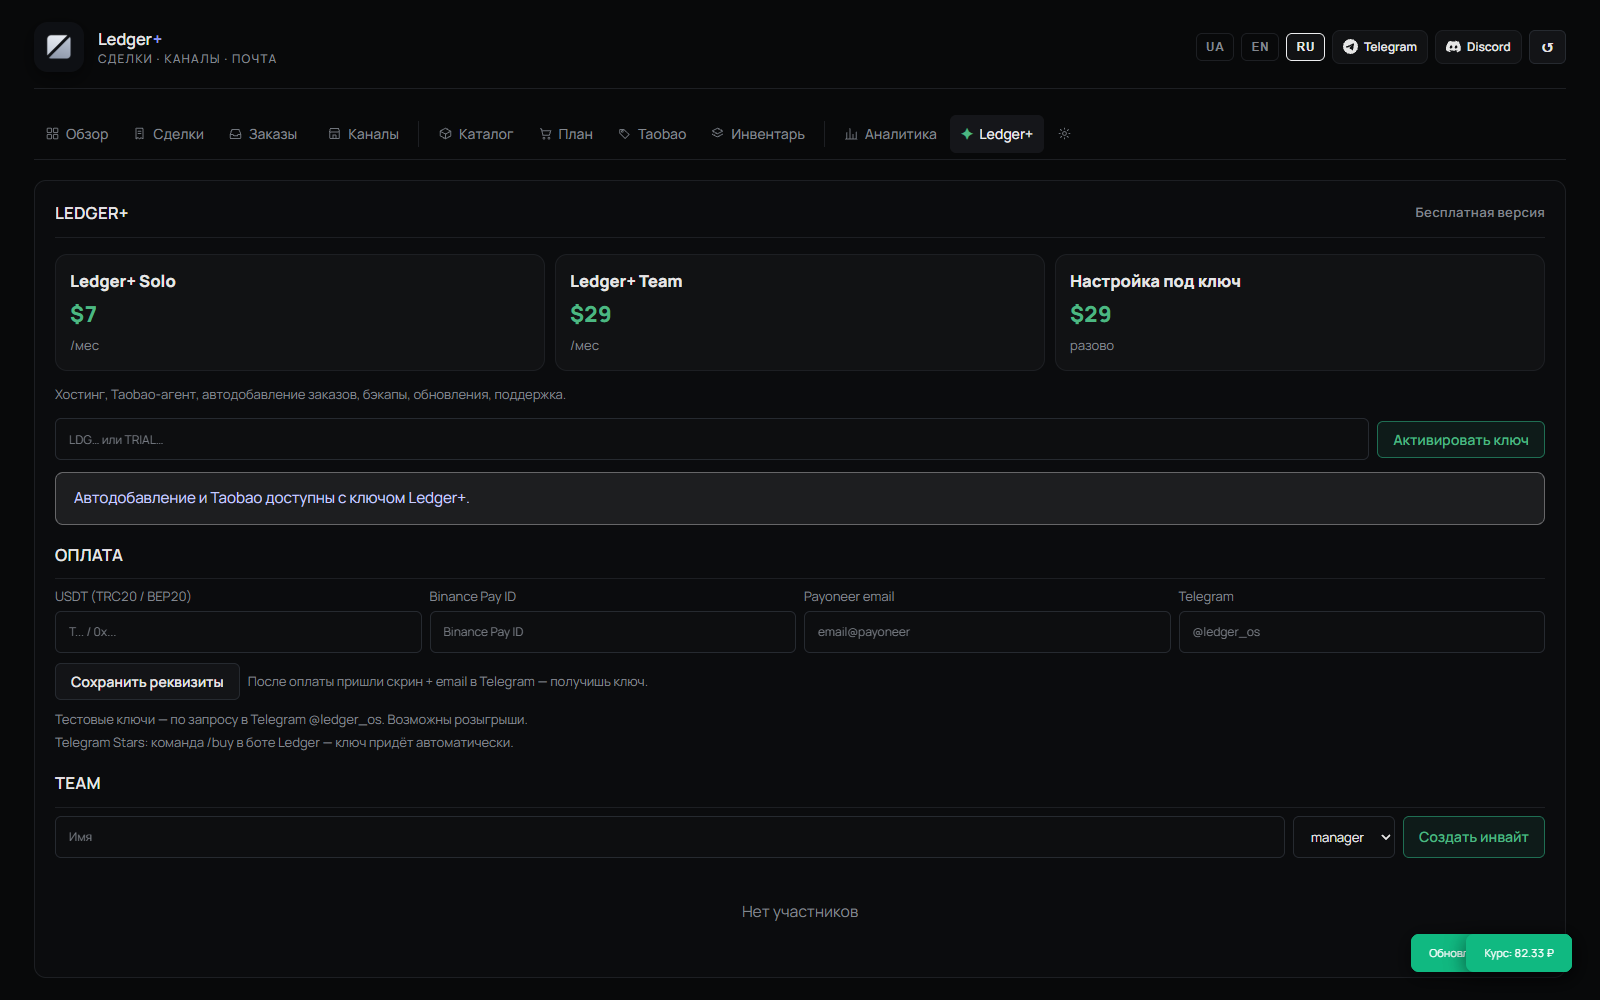 Ledger+
СДЕЛКИ · КАНАЛЫ · ПОЧТА
UA
EN
RU
Telegram
Discord
Обзор
Сделки
Заказы
Каналы
Каталог
План
Taobao
Инвентарь
Аналитика
Ledger+
LEDGER+
Бесплатная версия
Ledger+ Solo
$7
/мес
Ledger+ Team
$29
/мес
Настройка под ключ
$29
разово
Хостинг, Taobao-агент, автодобавление заказов, бэкапы, обновления, поддержка.
LDG... или TRIAL...
Активировать ключ
Автодобавление и Taobao доступны с ключом Ledger+.
ОПЛАТА
USDT (TRC20 / BEP20)
Binance Pay ID
Payoneer email
Telegram
T... / 0x...
Binance Pay ID
email@payoneer
@ledger_os
Сохранить реквизиты
После оплаты пришли скрин + email в Telegram — получишь ключ.
Тестовые ключи — по запросу в Telegram @ledger_os. Возможны розыгрыши.
Telegram Stars: команда /buy в боте Ledger — ключ придёт автоматически.
TEAM
Имя
manager
Создать инвайт
Нет участников
Курс: 82.33 ₽